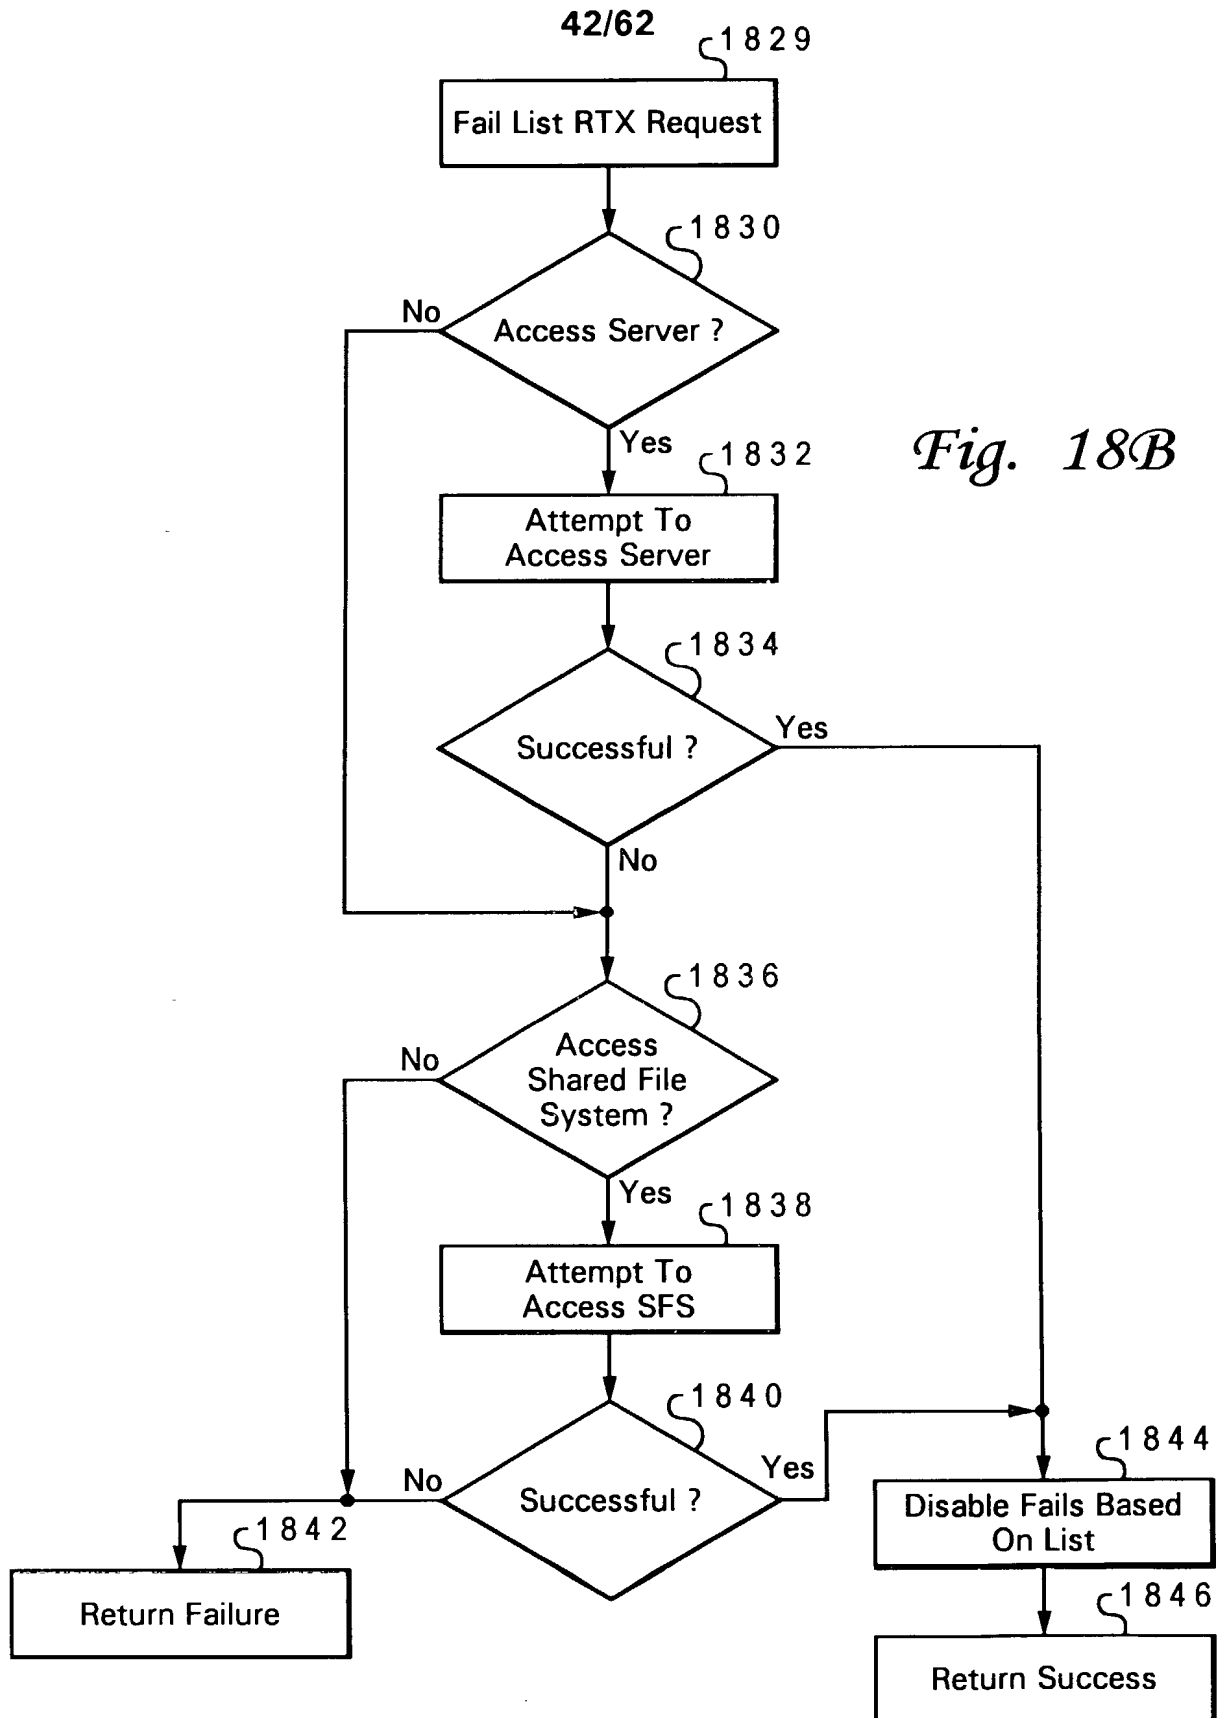 42/62
1829
Fail List RTX Request
1830
No
Access Server ?
Yes
Fig. 18B
1832
Attempt To
Access Server
1834
Successful ?
Yes
No
1836
No
Access
Shared File
System ?
Yes
1838
Attempt To
Access SFS
1840
No
Successful ?
Yes
1844
Disable Fails Based
On List
1842
Return Failure
1846
Return Success